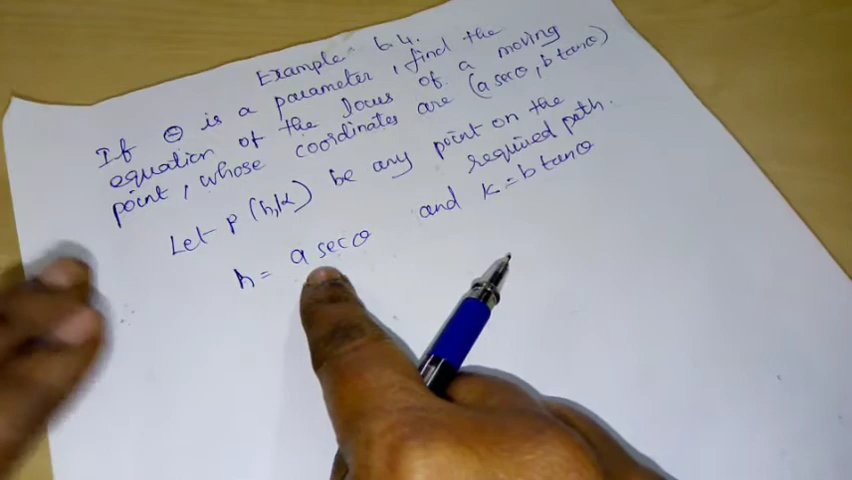 Example 6.4.
If θ is a parameter, find the
equation of the locus of a moving
point, whose coordinates are (a secθ, b tanθ)
Let P(h,k) be any point on the
required path.
h = a secθ and k = b tanθ